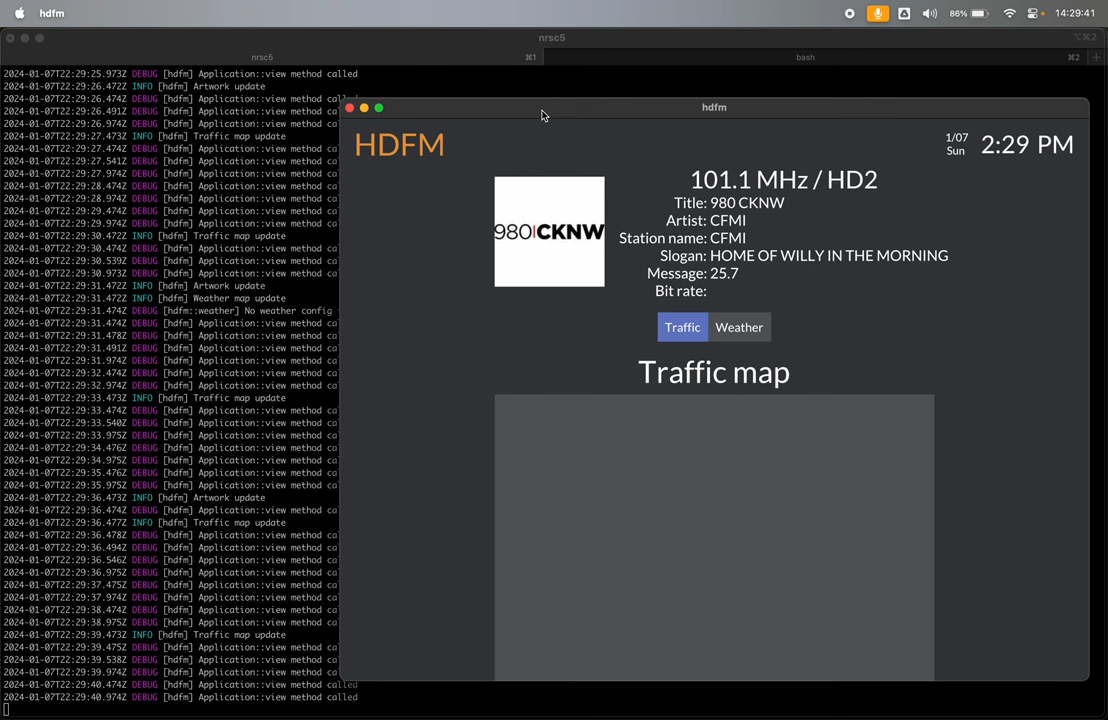 hdfm
86%
14:29:41
nrsc5
⌥⌘2
nrsc5
⌘1
bash
⌘2
+
2024-01-07T22:29:25.973Z DEBUG [hdfm] Application::view method called
2024-01-07T22:29:26.472Z INFO [hdfm] Artwork update
2024-01-07T22:29:26.474Z DEBUG [hdfm] Application::view method call
2024-01-07T22:29:26.491Z DEBUG [hdfm] Application::view method ca
2024-01-07T22:29:26.974Z DEBUG [hdfm] Application::view method ca
2024-01-07T22:29:27.473Z INFO [hdfm] Traffic map update
2024-01-07T22:29:27.474Z DEBUG [hdfm] Application::view method ca
2024-01-07T22:29:27.541Z DEBUG [hdfm] Application::view method ca
2024-01-07T22:29:27.974Z DEBUG [hdfm] Application::view method ca
2024-01-07T22:29:28.474Z DEBUG [hdfm] Application::view method ca
2024-01-07T22:29:28.974Z DEBUG [hdfm] Application::view method ca
2024-01-07T22:29:29.474Z DEBUG [hdfm] Application::view method ca
2024-01-07T22:29:29.974Z DEBUG [hdfm] Application::view method ca
2024-01-07T22:29:30.472Z INFO [hdfm] Traffic map update
2024-01-07T22:29:30.474Z DEBUG [hdfm] Application::view method ca
2024-01-07T22:29:30.539Z DEBUG [hdfm] Application::view method ca
2024-01-07T22:29:30.973Z DEBUG [hdfm] Application::view method ca
2024-01-07T22:29:31.472Z INFO [hdfm] Artwork update
2024-01-07T22:29:31.472Z INFO [hdfm] Weather map update
2024-01-07T22:29:31.474Z DEBUG [hdfm::weather] No weather config
2024-01-07T22:29:31.474Z DEBUG [hdfm] Application::view method ca
2024-01-07T22:29:31.478Z DEBUG [hdfm] Application::view method ca
2024-01-07T22:29:31.491Z DEBUG [hdfm] Application::view method ca
2024-01-07T22:29:31.974Z DEBUG [hdfm] Application::view method ca
2024-01-07T22:29:32.474Z DEBUG [hdfm] Application::view method ca
2024-01-07T22:29:32.974Z DEBUG [hdfm] Application::view method ca
2024-01-07T22:29:33.473Z INFO [hdfm] Traffic map update
2024-01-07T22:29:33.474Z DEBUG [hdfm] Application::view method ca
2024-01-07T22:29:33.540Z DEBUG [hdfm] Application::view method ca
2024-01-07T22:29:33.975Z DEBUG [hdfm] Application::view method ca
2024-01-07T22:29:34.476Z DEBUG [hdfm] Application::view method ca
2024-01-07T22:29:34.975Z DEBUG [hdfm] Application::view method ca
2024-01-07T22:29:35.476Z DEBUG [hdfm] Application::view method ca
2024-01-07T22:29:35.975Z DEBUG [hdfm] Application::view method ca
2024-01-07T22:29:36.473Z INFO [hdfm] Artwork update
2024-01-07T22:29:36.474Z DEBUG [hdfm] Application::view method ca
2024-01-07T22:29:36.477Z INFO [hdfm] Traffic map update
2024-01-07T22:29:36.478Z DEBUG [hdfm] Application::view method ca
2024-01-07T22:29:36.494Z DEBUG [hdfm] Application::view method ca
2024-01-07T22:29:36.546Z DEBUG [hdfm] Application::view method ca
2024-01-07T22:29:36.975Z DEBUG [hdfm] Application::view method ca
2024-01-07T22:29:37.475Z DEBUG [hdfm] Application::view method ca
2024-01-07T22:29:37.974Z DEBUG [hdfm] Application::view method ca
2024-01-07T22:29:38.474Z DEBUG [hdfm] Application::view method ca
2024-01-07T22:29:38.975Z DEBUG [hdfm] Application::view method ca
2024-01-07T22:29:39.473Z INFO [hdfm] Traffic map update
2024-01-07T22:29:39.475Z DEBUG [hdfm] Application::view method ca
2024-01-07T22:29:39.538Z DEBUG [hdfm] Application::view method ca
2024-01-07T22:29:39.974Z DEBUG [hdfm] Application::view method ca
2024-01-07T22:29:40.474Z DEBUG [hdfm] Application::view method called
2024-01-07T22:29:40.974Z DEBUG [hdfm] Application::view method called
hdfm
HDFM
1/07
Sun
2:29 PM
980 CKNW
101.1 MHz / HD2
Title: 980 CKNW
Artist: CFMI
Station name: CFMI
Slogan: HOME OF WILLY IN THE MORNING
Message: 25.7
Bit rate:
Traffic Weather
Traffic map